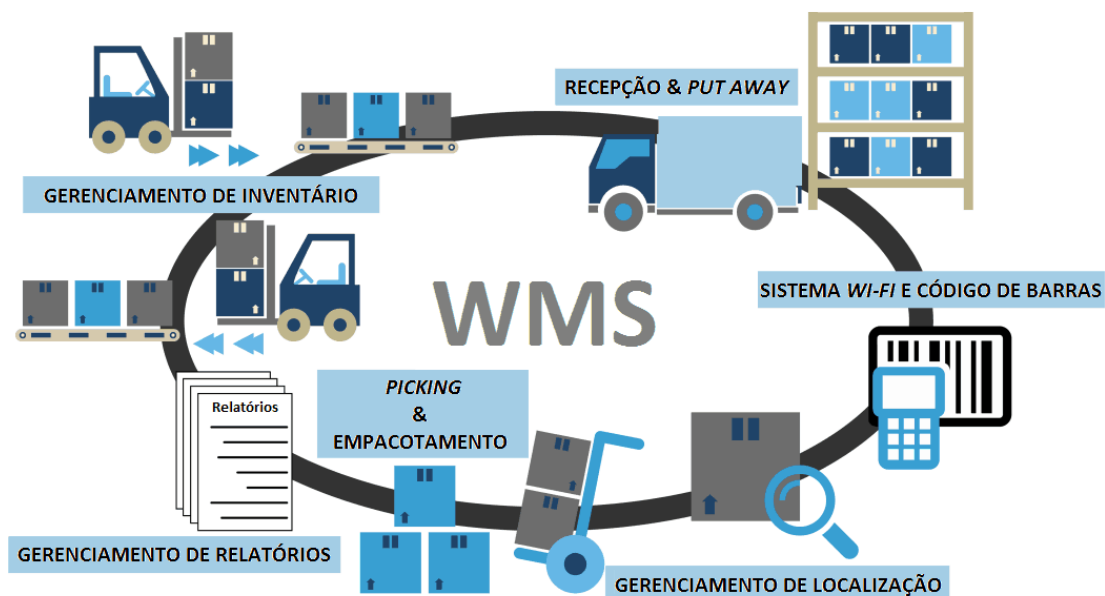 RECEPÇÃO & PUT AWAY
GERENCIAMENTO DE INVENTÁRIO
WMS
SISTEMA WI-FI E CÓDIGO DE BARRAS
PICKING
&
EMPACOTAMENTO
Relatórios
GERENCIAMENTO DE RELATÓRIOS
GERENCIAMENTO DE LOCALIZAÇÃO